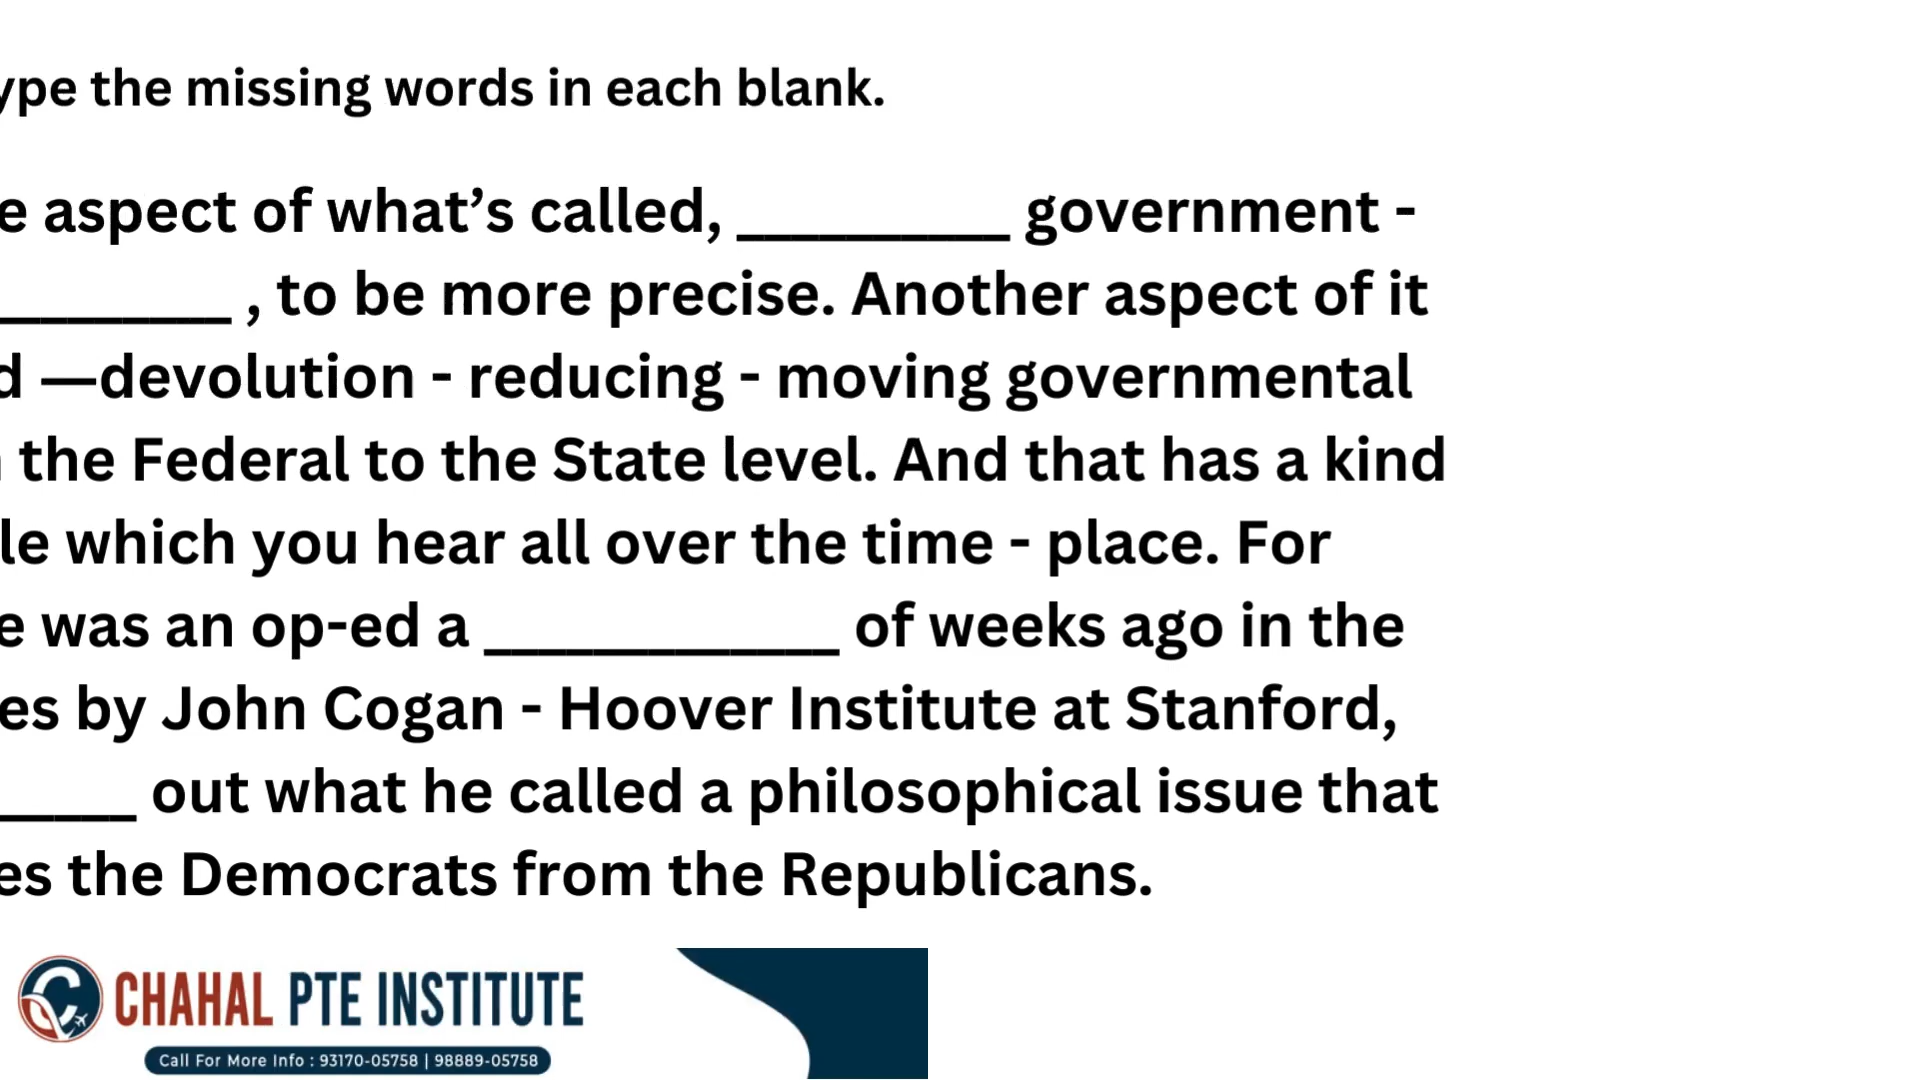 ype the missing words in each blank.
e aspect of what's called, __________ government -
_________ , to be more precise. Another aspect of it
d —devolution - reducing - moving governmental
the Federal to the State level. And that has a kind
le which you hear all over the time - place. For
e was an op-ed a _____________ of weeks ago in the
es by John Cogan - Hoover Institute at Stanford,
_____ out what he called a philosophical issue that
es the Democrats from the Republicans.
CHAHAL PTE INSTITUTE
Call For More Info : 93170-05758 | 98889-05758